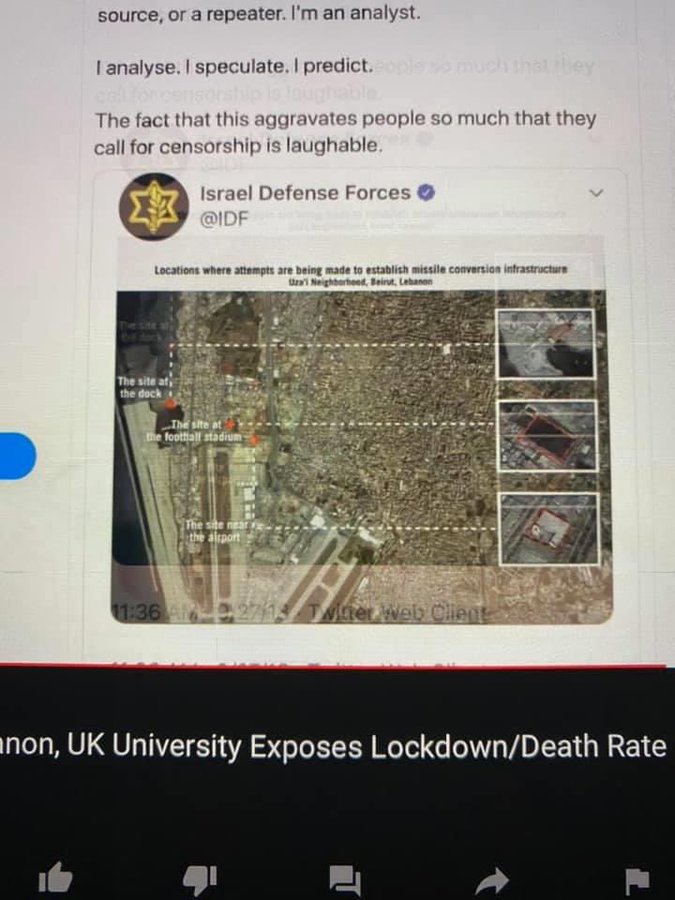 source, or a repeater. I'm an analyst.
I analyse. I speculate. I predict.
The fact that this aggravates people so much that they
call for censorship is laughable.
Israel Defense Forces
@IDF
Locations where attempts are being made to establish missile conversion infrastructure
Uza'i Neighborhood, Beirut, Lebanon
The site at
the dock
The site at
the football stadium
The site near
the airport
11:36 AM Twitter Web Client
UK University Exposes Lockdown/Death Rate